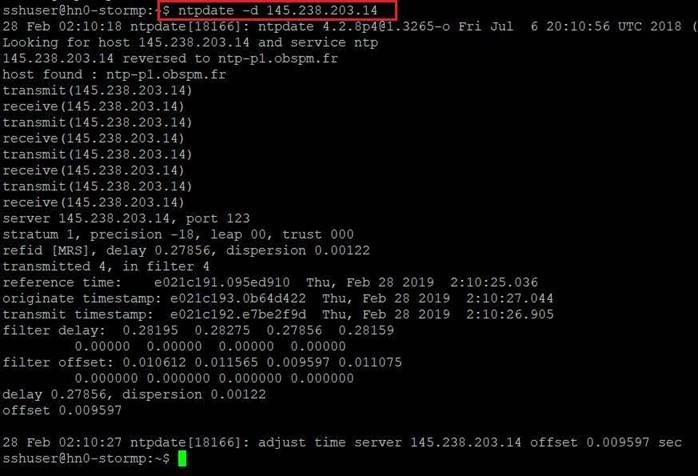 sshuser@hn0-stormp:~$ ntpdate -d 145.238.203.14
28 Feb 02:10:18 ntpdate[18166]: ntpdate 4.2.8p4@1.3265-o Fri Jul  6 20:10:56 UTC 2018 (
Looking for host 145.238.203.14 and service ntp
145.238.203.14 reversed to ntp-p1.obspm.fr
host found : ntp-p1.obspm.fr
transmit(145.238.203.14)
receive(145.238.203.14)
transmit(145.238.203.14)
receive(145.238.203.14)
transmit(145.238.203.14)
receive(145.238.203.14)
transmit(145.238.203.14)
receive(145.238.203.14)
server 145.238.203.14, port 123
stratum 1, precision -18, leap 00, trust 000
refid [MRS], delay 0.27856, dispersion 0.00122
transmitted 4, in filter 4
reference time:    e021c191.095ed910  Thu, Feb 28 2019  2:10:25.036
originate timestamp: e021c193.0b64d422  Thu, Feb 28 2019  2:10:27.044
transmit timestamp:  e021c192.e7be2f9d  Thu, Feb 28 2019  2:10:26.905
filter delay:  0.28195  0.28275  0.27856  0.28159
         0.00000  0.00000  0.00000  0.00000
filter offset: 0.010612 0.011565 0.009597 0.011075
         0.000000 0.000000 0.000000 0.000000
delay 0.27856, dispersion 0.00122
offset 0.009597

28 Feb 02:10:27 ntpdate[18166]: adjust time server 145.238.203.14 offset 0.009597 sec
sshuser@hn0-stormp:~$